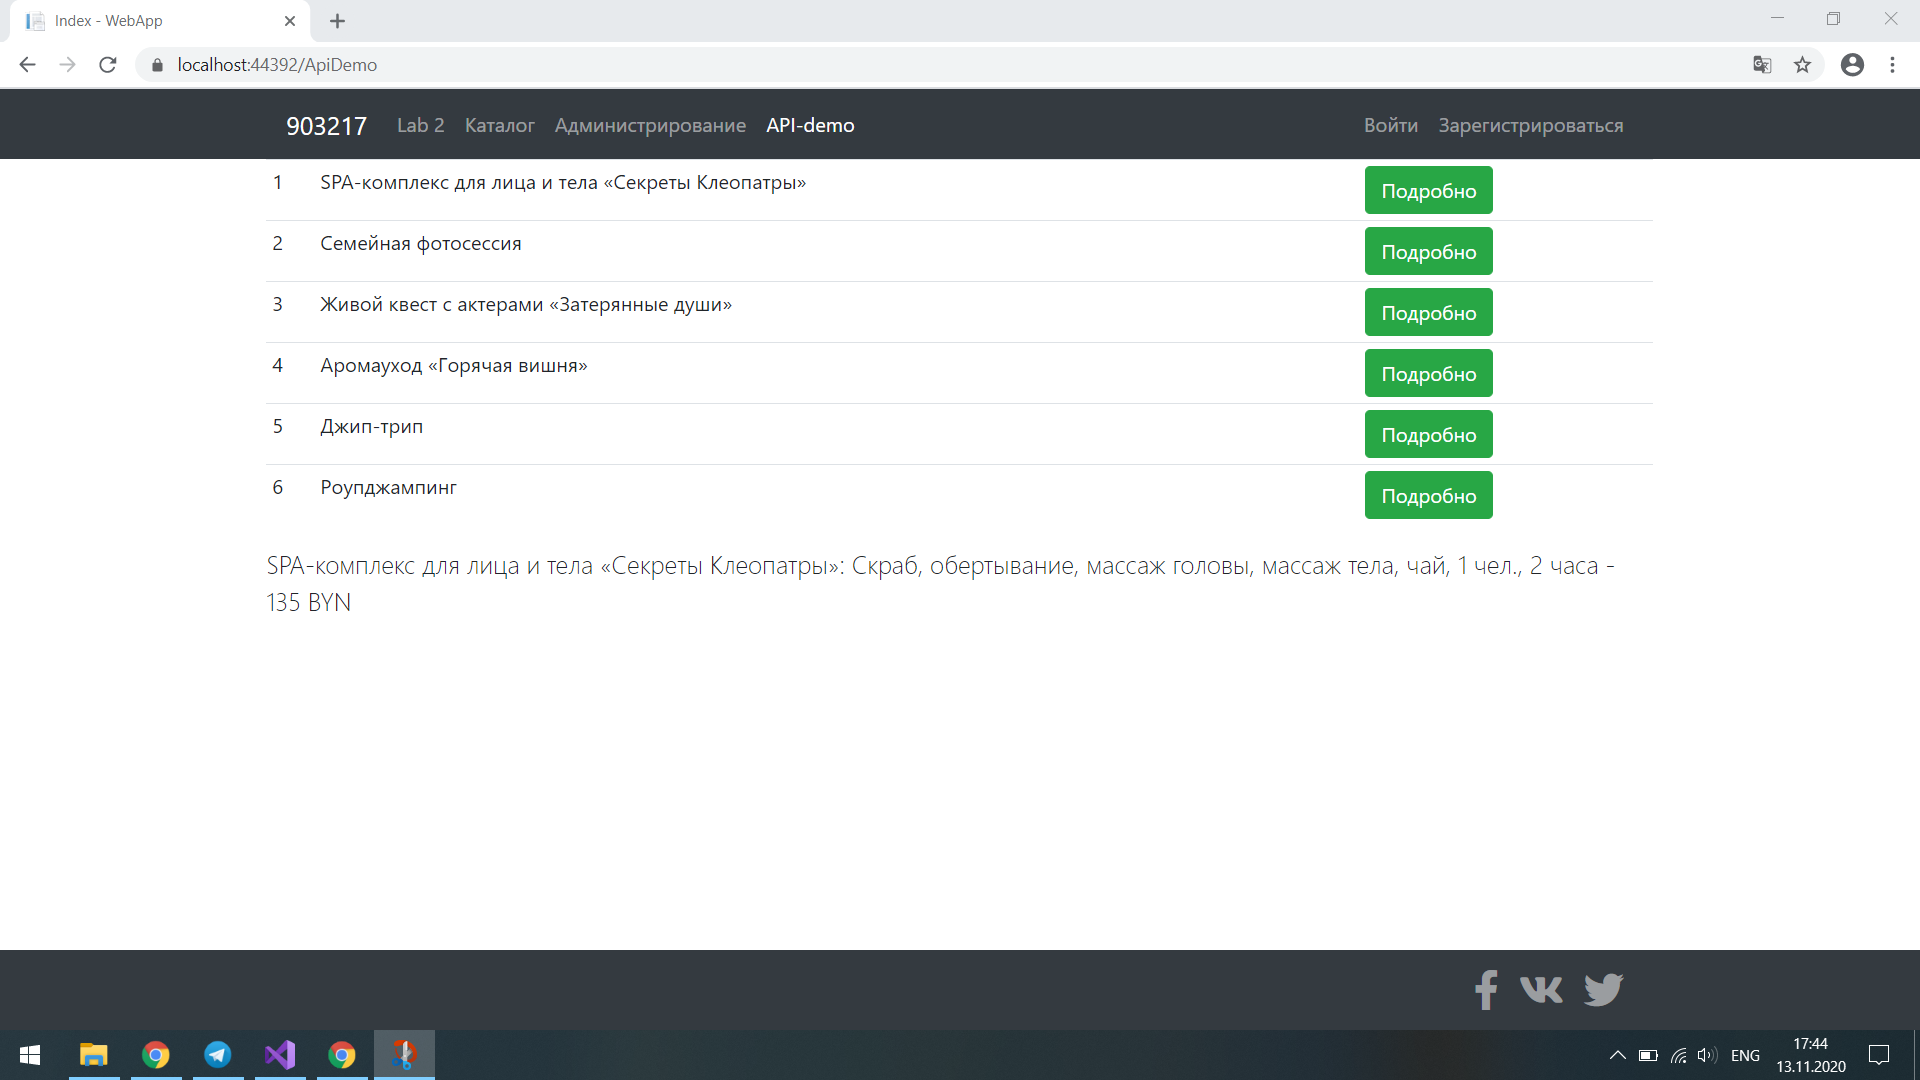 Index - WebApp
localhost:44392/ApiDemo
903217 Lab 2 Каталог Администрирование API-demo Войти Зарегистрироваться
1 SPA-комплекс для лица и тела «Секреты Клеопатры» Подробно
2 Семейная фотосессия Подробно
3 Живой квест с актерами «Затерянные души» Подробно
4 Аромауход «Горячая вишня» Подробно
5 Джип-трип Подробно
6 Роупджампинг Подробно
SPA-комплекс для лица и тела «Секреты Клеопатры»: Скраб, обертывание, массаж головы, массаж тела, чай, 1 чел., 2 часа -
135 BYN
ENG
17:44
13.11.2020